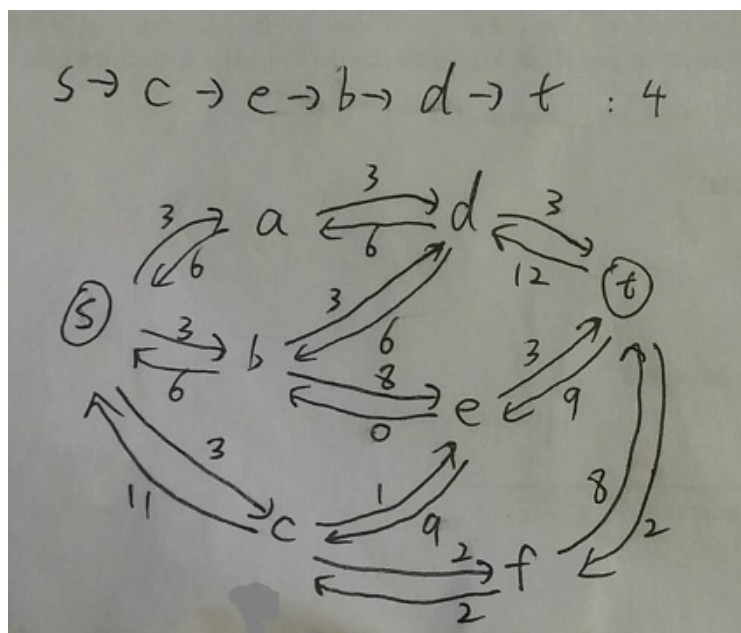 s → c → e → b → d → t : 4
3 a 3 d 3
6 6 12
s 3 b 3 6 t
6 8 e 3 9
0
3 1 8
11 c 9 f 2
2
2